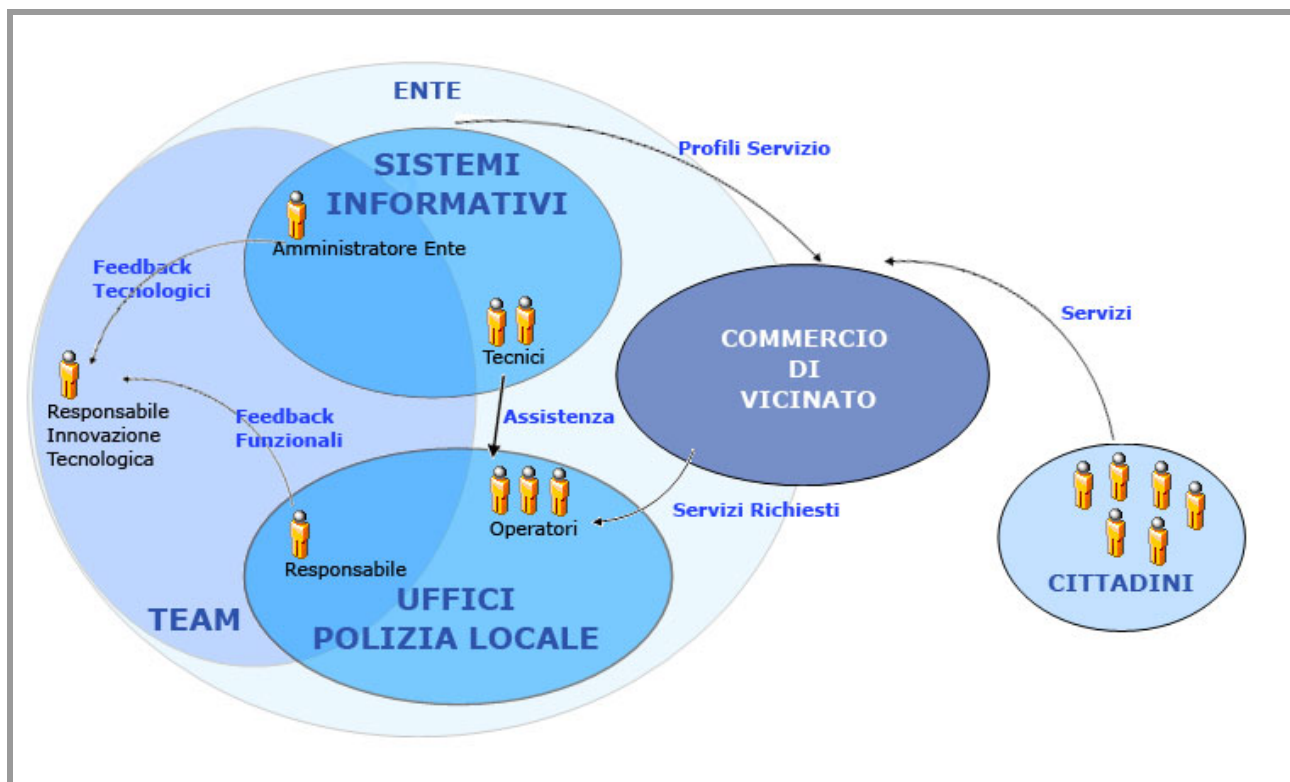 ENTE
Profili Servizio
SISTEMI
INFORMATIVI
Amministratore Ente
Feedback
Tecnologici
Servizi
Tecnici
COMMERCIO
DI
VICINATO
Responsabile
Innovazione
Tecnologica
Feedback
Funzionali
Assistenza
Servizi Richiesti
Operatori
Responsabile
CITTADINI
TEAM
UFFICI
POLIZIA LOCALE